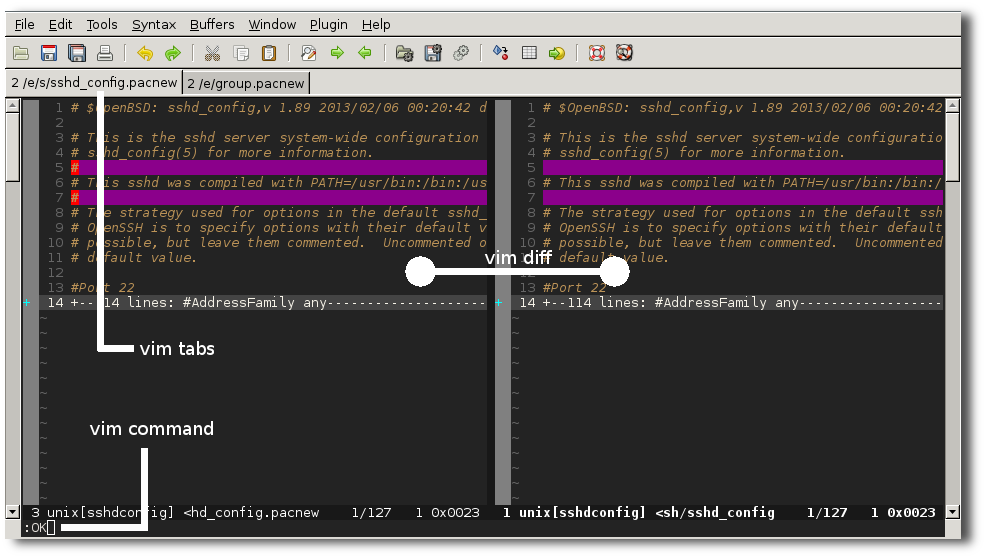 File Edit Tools Syntax Buffers Window Plugin Help
2 /e/s/sshd_config.pacnew 2 /e/group.pacnew
1 # $OpenBSD: sshd_config,v 1.89 2013/02/06 00:20:42 d
2
3 # This is the sshd server system-wide configuration
4 # sshd_config(5) for more information.
5 #
6 # This sshd was compiled with PATH=/usr/bin:/bin:/us
7 #
8 # The strategy used for options in the default sshd_
9 # OpenSSH is to specify options with their default v
10 # possible, but leave them commented.  Uncommented o
11 # default value.
12
13 #Port 22
+ 14 +--114 lines: #AddressFamily any---------------------
~
~
~
~
~
~
~
~
~
~
~
~
~
3 unix[sshdconfig] <hd_config.pacnew 1/127 1 0x0023
1 # $OpenBSD: sshd_config,v 1.89 2013/02/06 00:20:42
2
3 # This is the sshd server system-wide configuratio
4 # sshd_config(5) for more information.
5
6 # This sshd was compiled with PATH=/usr/bin:/bin:/
7
8 # The strategy used for options in the default ssh
9 # OpenSSH is to specify options with their default
10 # possible, but leave them commented.  Uncommented
11 # default value.
12
13 #Port 22
+ 14 +--114 lines: #AddressFamily any-------------------
~
~
~
~
~
~
~
~
~
~
~
~
~
1 unix[sshdconfig] <sh/sshd_config 1/127 1 0x0023
:OK
vim diff
vim tabs
vim command